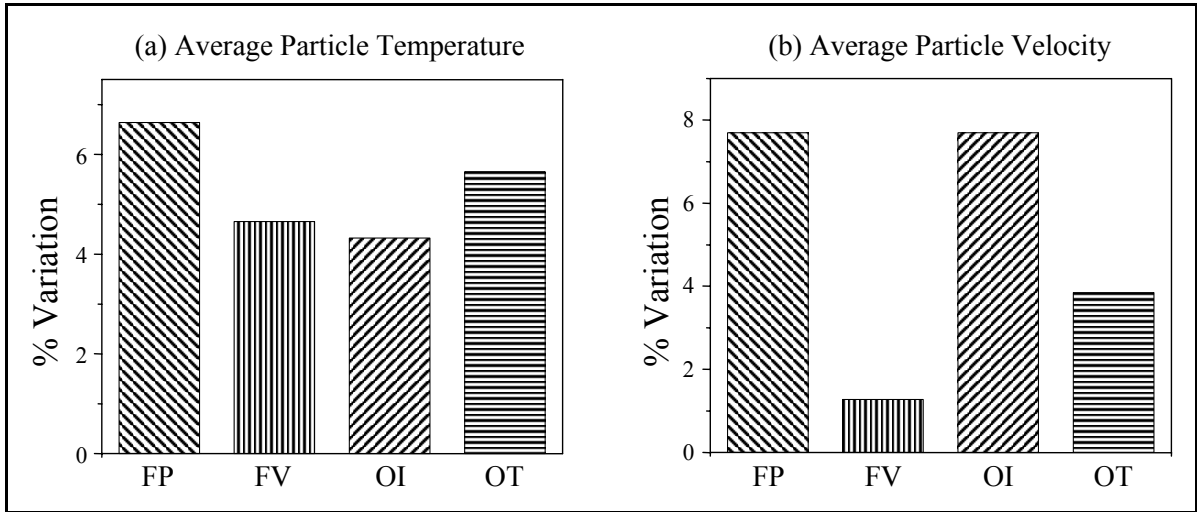 (a) Average Particle Temperature
% Variation
6
4
2
0
FP FV OI OT
(b) Average Particle Velocity
% Variation
8
6
4
2
0
FP FV OI OT